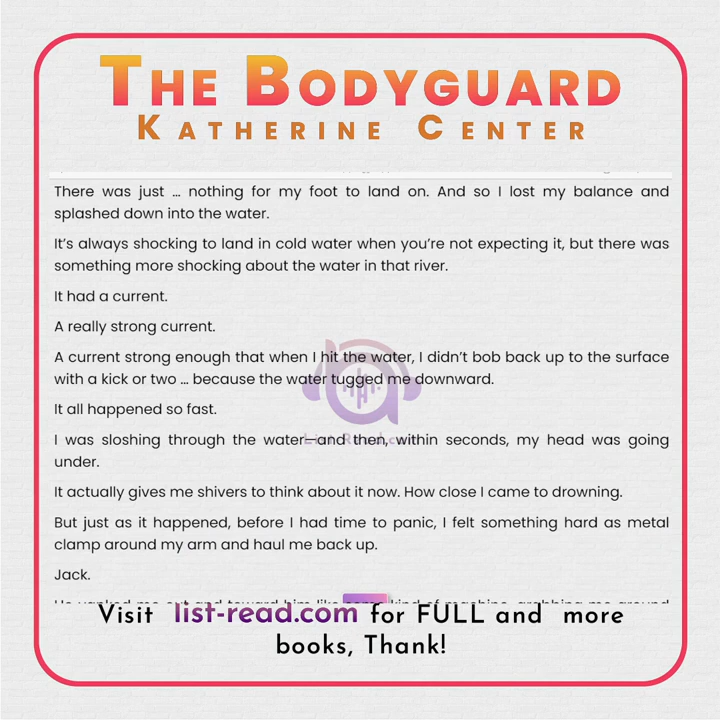 THE BODYGUARD
KATHERINE CENTER
There was just … nothing for my foot to land on. And so I lost my balance and
splashed down into the water.
It's always shocking to land in cold water when you're not expecting it, but there was
something more shocking about the water in that river.
It had a current.
A really strong current.
A current strong enough that when I hit the water, I didn't bob back up to the surface
with a kick or two … because the water tugged me downward.
It all happened so fast.
I was sloshing through the water—and then, within seconds, my head was going
under.
It actually gives me shivers to think about it now. How close I came to drowning.
But just as it happened, before I had time to panic, I felt something hard as metal
clamp around my arm and haul me back up.
Jack.
Visit list-read.com for FULL and more
books, Thank!